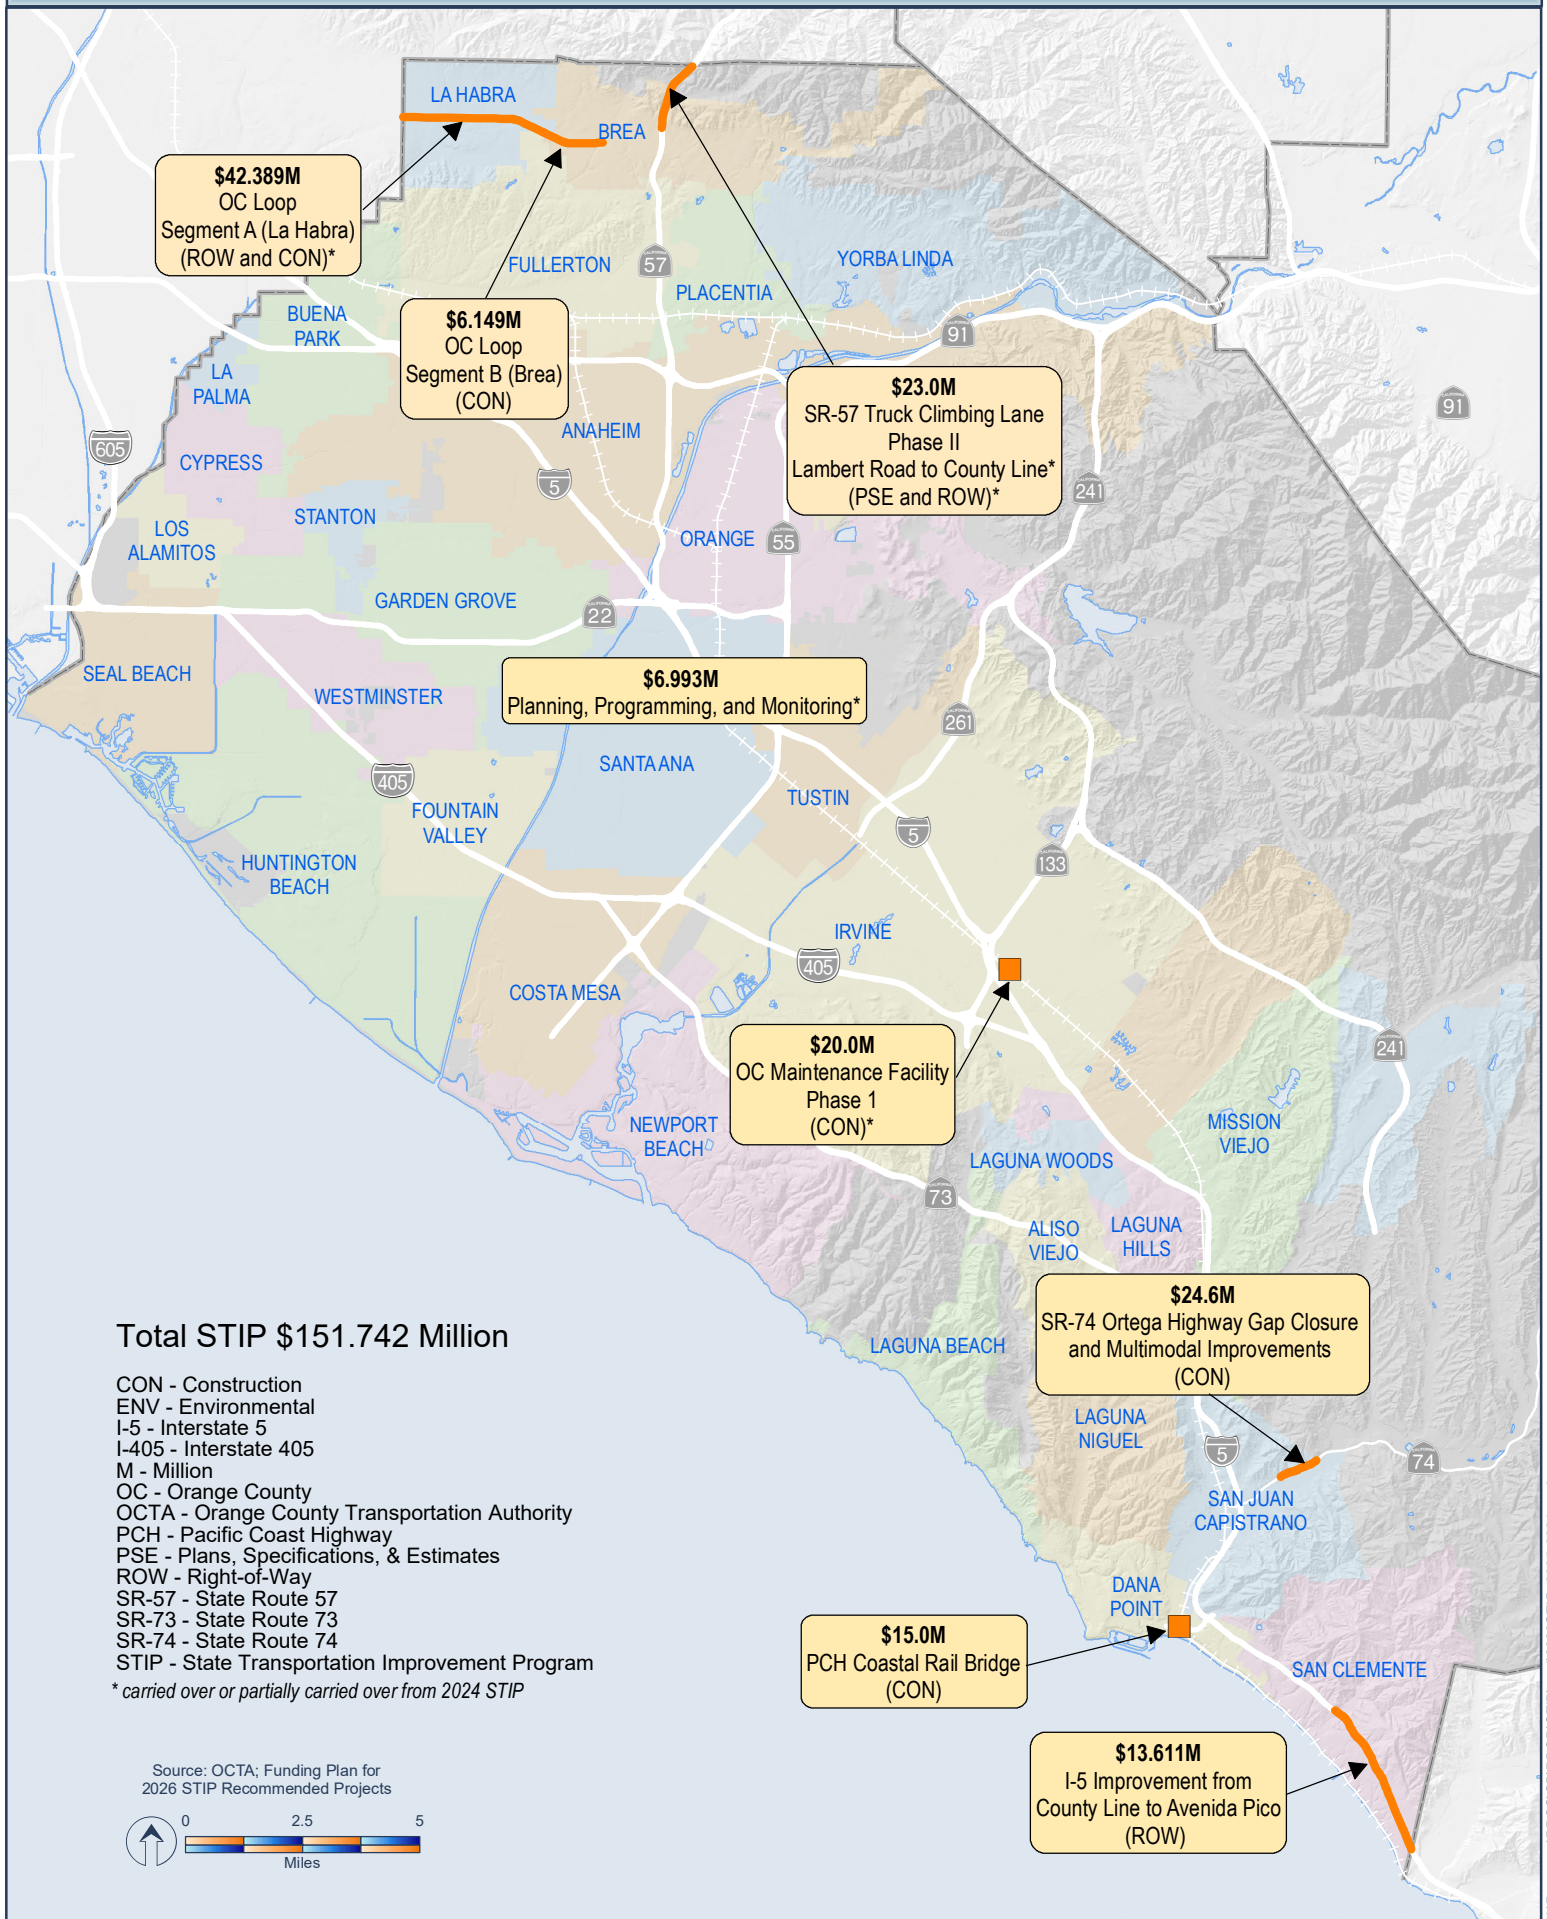 LA HABRA
BREA
$42.389M
OC Loop
Segment A (La Habra)
(ROW and CON)*
FULLERTON
57
YORBA LINDA
PLACENTIA
BUENA
PARK
$6.149M
OC Loop
Segment B (Brea)
(CON)
91
LA
PALMA
$23.0M
SR-57 Truck Climbing Lane
Phase II
Lambert Road to County Line*
(PSE and ROW)*
91
605
ANAHEIM
CYPRESS
5
241
STANTON
LOS
ALAMITOS
ORANGE
55
GARDEN GROVE
22
SEAL BEACH
WESTMINSTER
$6.993M
Planning, Programming, and Monitoring*
261
SANTA ANA
405
TUSTIN
FOUNTAIN
VALLEY
5
133
HUNTINGTON
BEACH
IRVINE
405
COSTA MESA
$20.0M
OC Maintenance Facility
Phase 1
(CON)*
241
NEWPORT
BEACH
MISSION
VIEJO
LAGUNA WOODS
73
ALISO
VIEJO
LAGUNA
HILLS
$24.6M
SR-74 Ortega Highway Gap Closure
and Multimodal Improvements
(CON)
LAGUNA BEACH
LAGUNA
NIGUEL
5
74
SAN JUAN
CAPISTRANO
DANA
POINT
$15.0M
PCH Coastal Rail Bridge
(CON)
SAN CLEMENTE
$13.611M
I-5 Improvement from
County Line to Avenida Pico
(ROW)
Total STIP $151.742 Million
CON - Construction
ENV - Environmental
I-5 - Interstate 5
I-405 - Interstate 405
M - Million
OC - Orange County
OCTA - Orange County Transportation Authority
PCH - Pacific Coast Highway
PSE - Plans, Specifications, & Estimates
ROW - Right-of-Way
SR-57 - State Route 57
SR-73 - State Route 73
SR-74 - State Route 74
STIP - State Transportation Improvement Program
* carried over or partially carried over from 2024 STIP
Source: OCTA; Funding Plan for
2026 STIP Recommended Projects
0 2.5 5
Miles